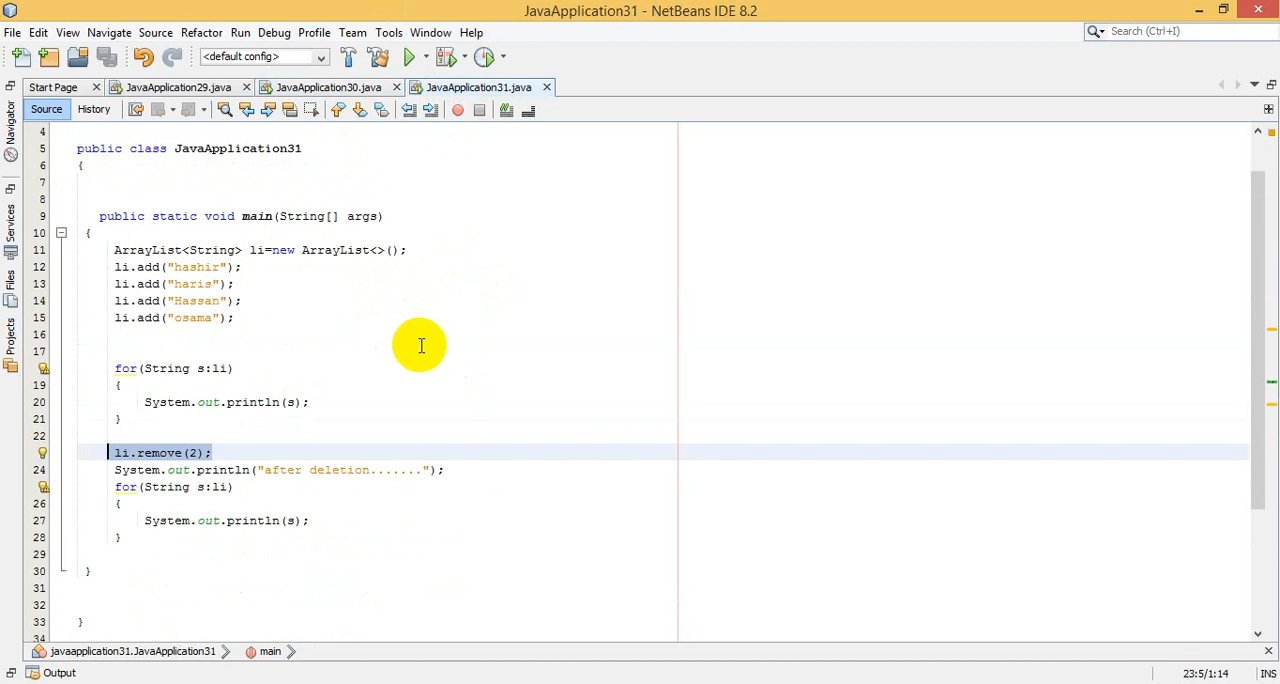 JavaApplication31 - NetBeans IDE 8.2
File Edit View Navigate Source Refactor Run Debug Profile Team Tools Window Help
Search (Ctrl+I)
<default config>
Start Page JavaApplication29.java JavaApplication30.java JavaApplication31.java
Source History
Navigator
Services
Files
Projects
4
5 public class JavaApplication31
6 {
7
8
9 public static void main(String[] args)
10 {
11 ArrayList<String> li=new ArrayList<>();
12 li.add("hashir");
13 li.add("haris");
14 li.add("Hassan");
15 li.add("osama");
16
17
for(String s:li)
19 {
20 System.out.println(s);
21 }
22
li.remove(2);
24 System.out.println("after deletion.......");
for(String s:li)
26 {
27 System.out.println(s);
28 }
29
30 }
31
32
33 }
34
javaapplication31.JavaApplication31 main
Output
23:5/1:14 INS